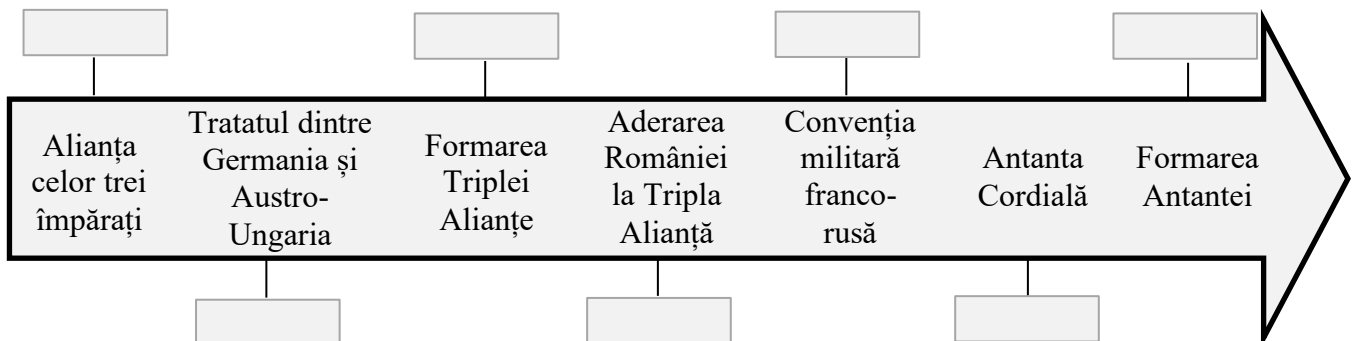 Alianța
celor trei
împărați
Tratatul dintre
Germania și
Austro-
Ungaria
Formarea
Triplei
Alianțe
Aderarea
României
la Tripla
Alianță
Convenția
militară
franco-
rusă
Antanta
Cordială
Formarea
Antantei